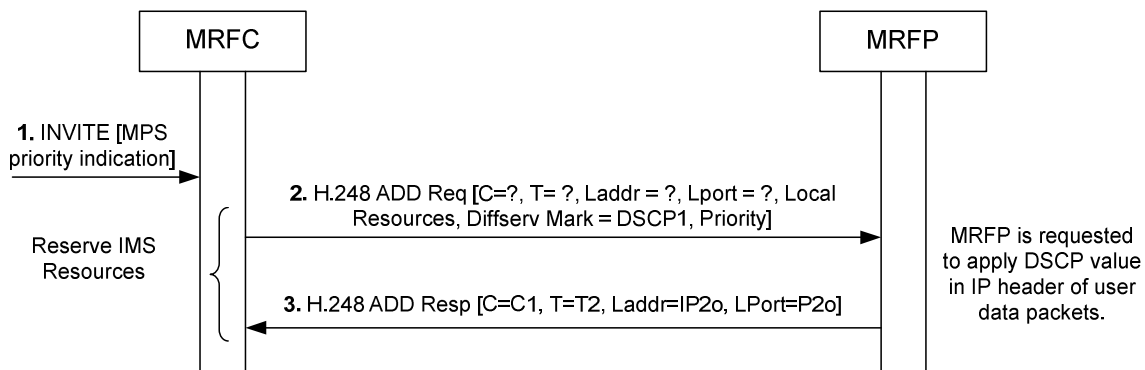 MRFC
MRFP
1. INVITE [MPS
priority indication]
2. H.248 ADD Req [C=?, T= ?, Laddr = ?, Lport = ?, Local
Resources, Diffserv Mark = DSCP1, Priority]
Reserve IMS
Resources
MRFP is requested
to apply DSCP value
in IP header of user
data packets.
3. H.248 ADD Resp [C=C1, T=T2, Laddr=IP2o, LPort=P2o]